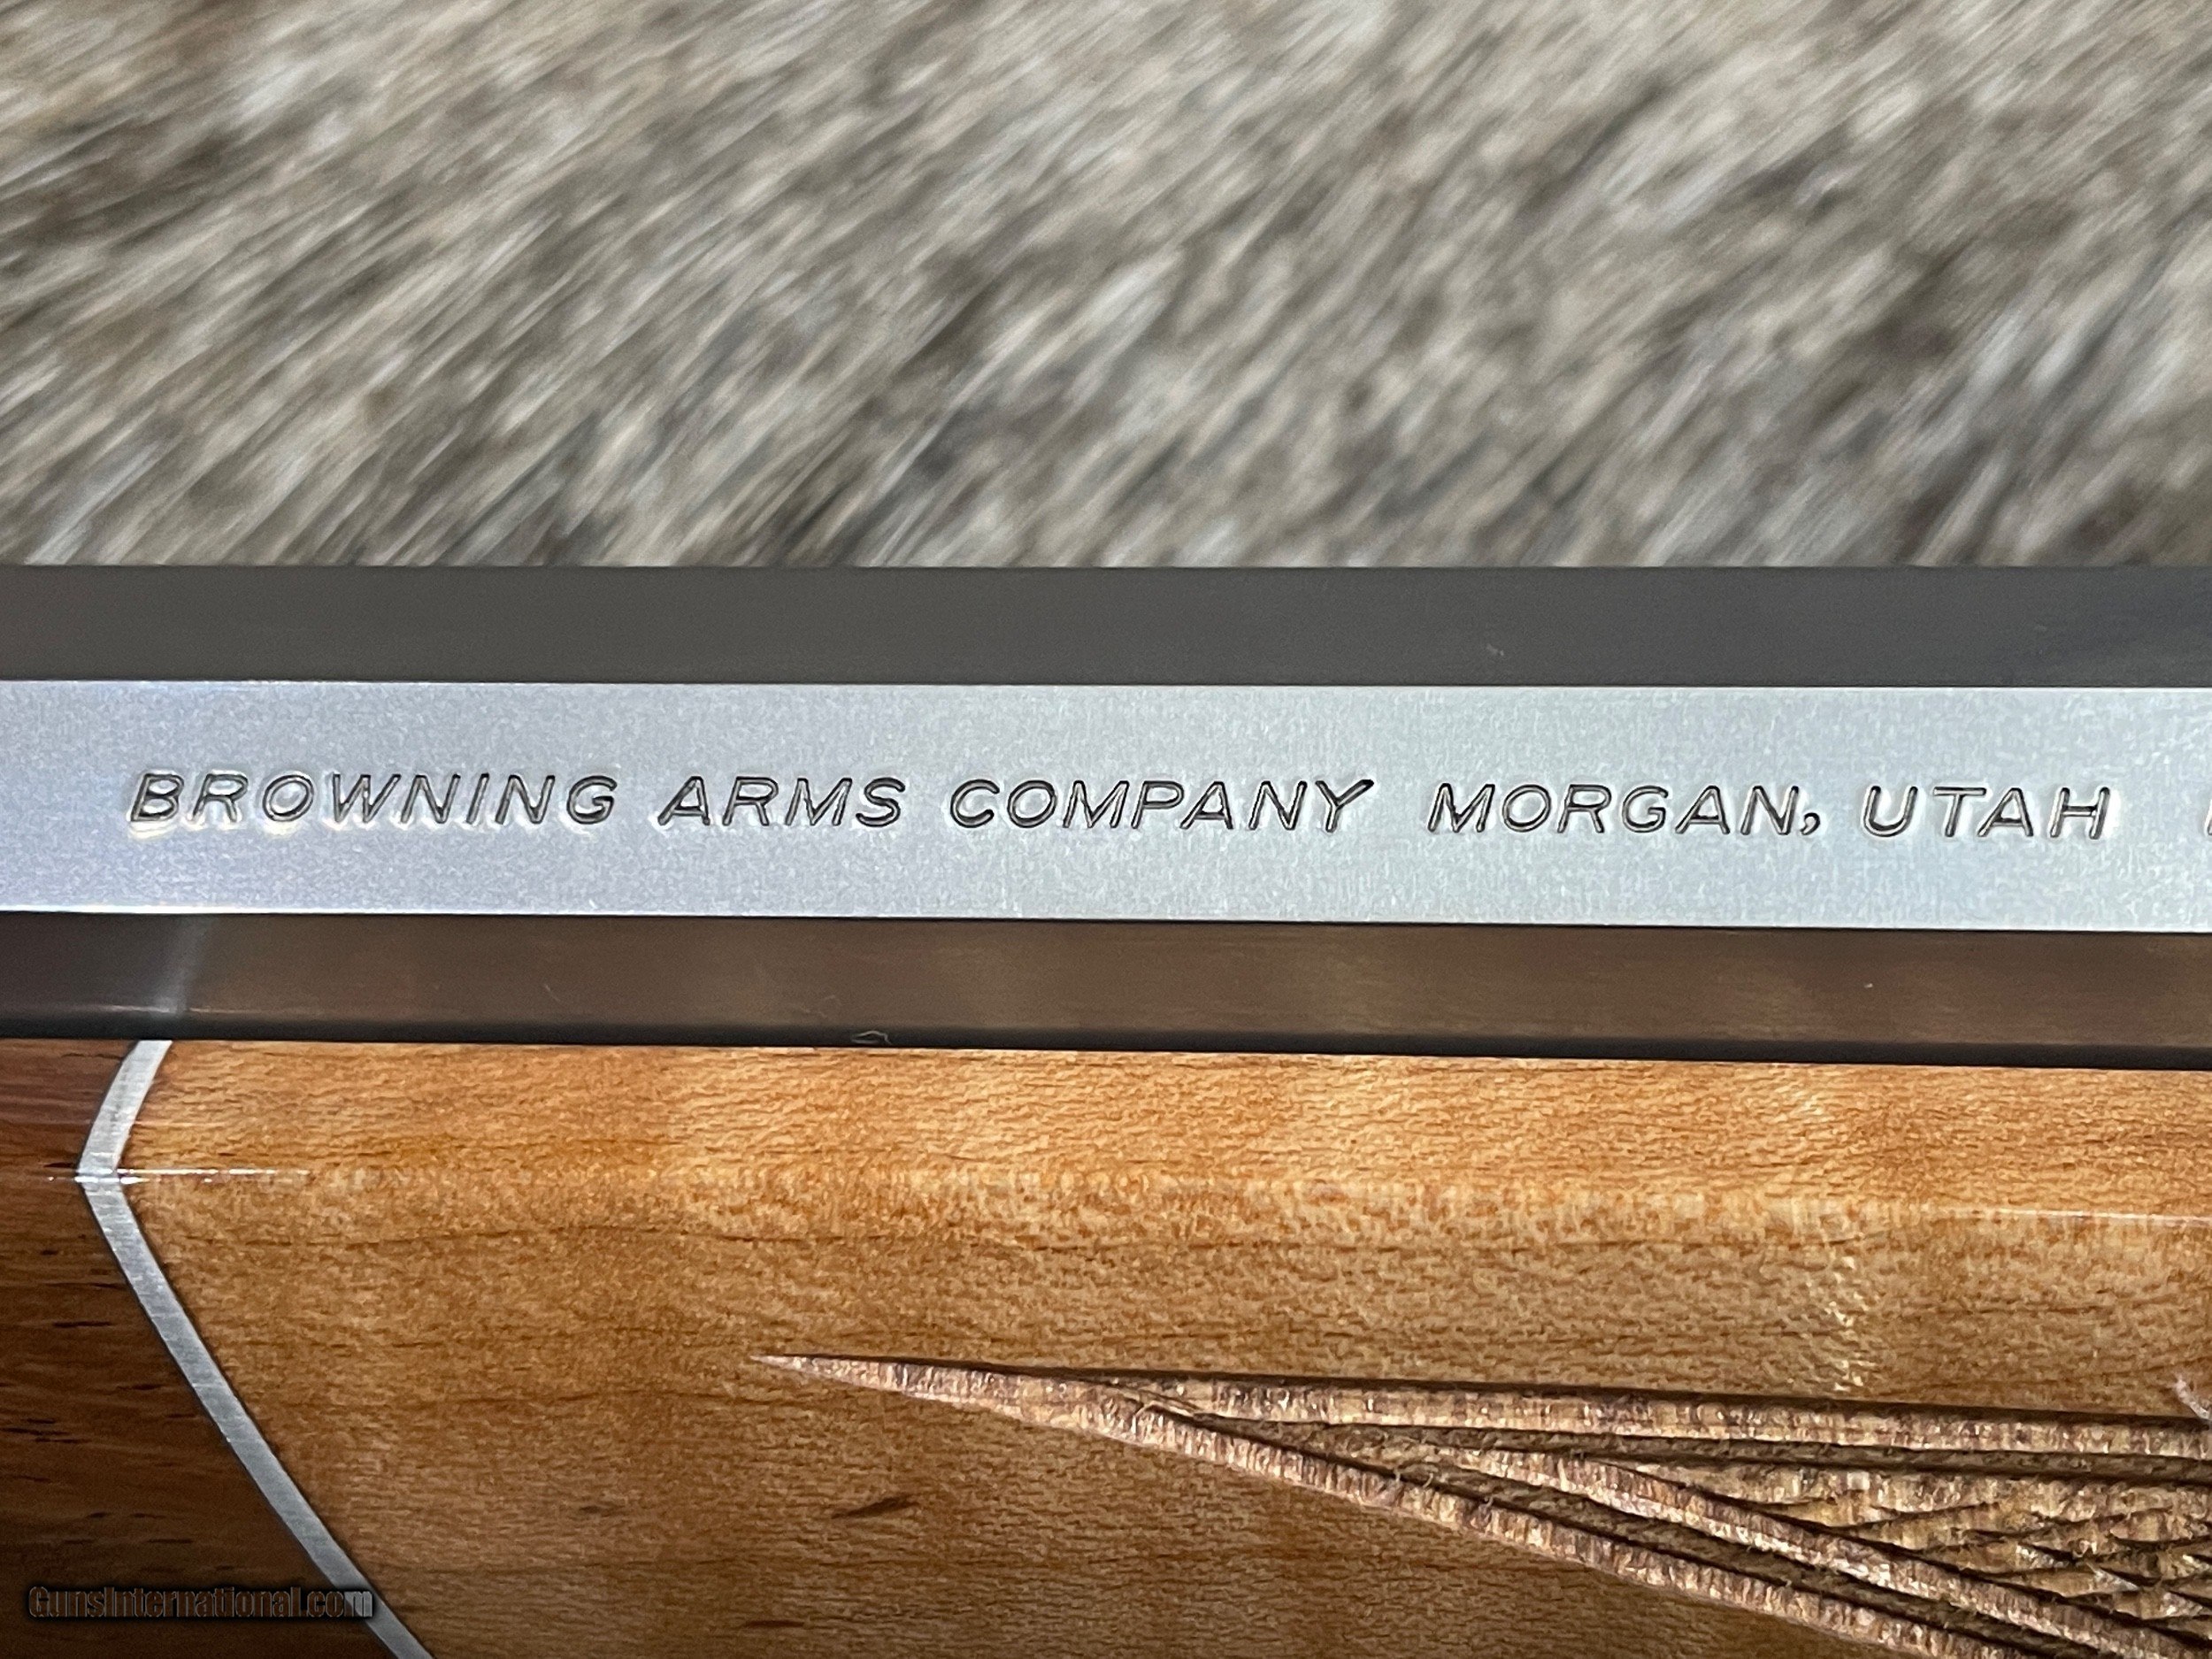 BROWNING ARMS COMPANY MORGAN, UTAH
GunsInternational.com